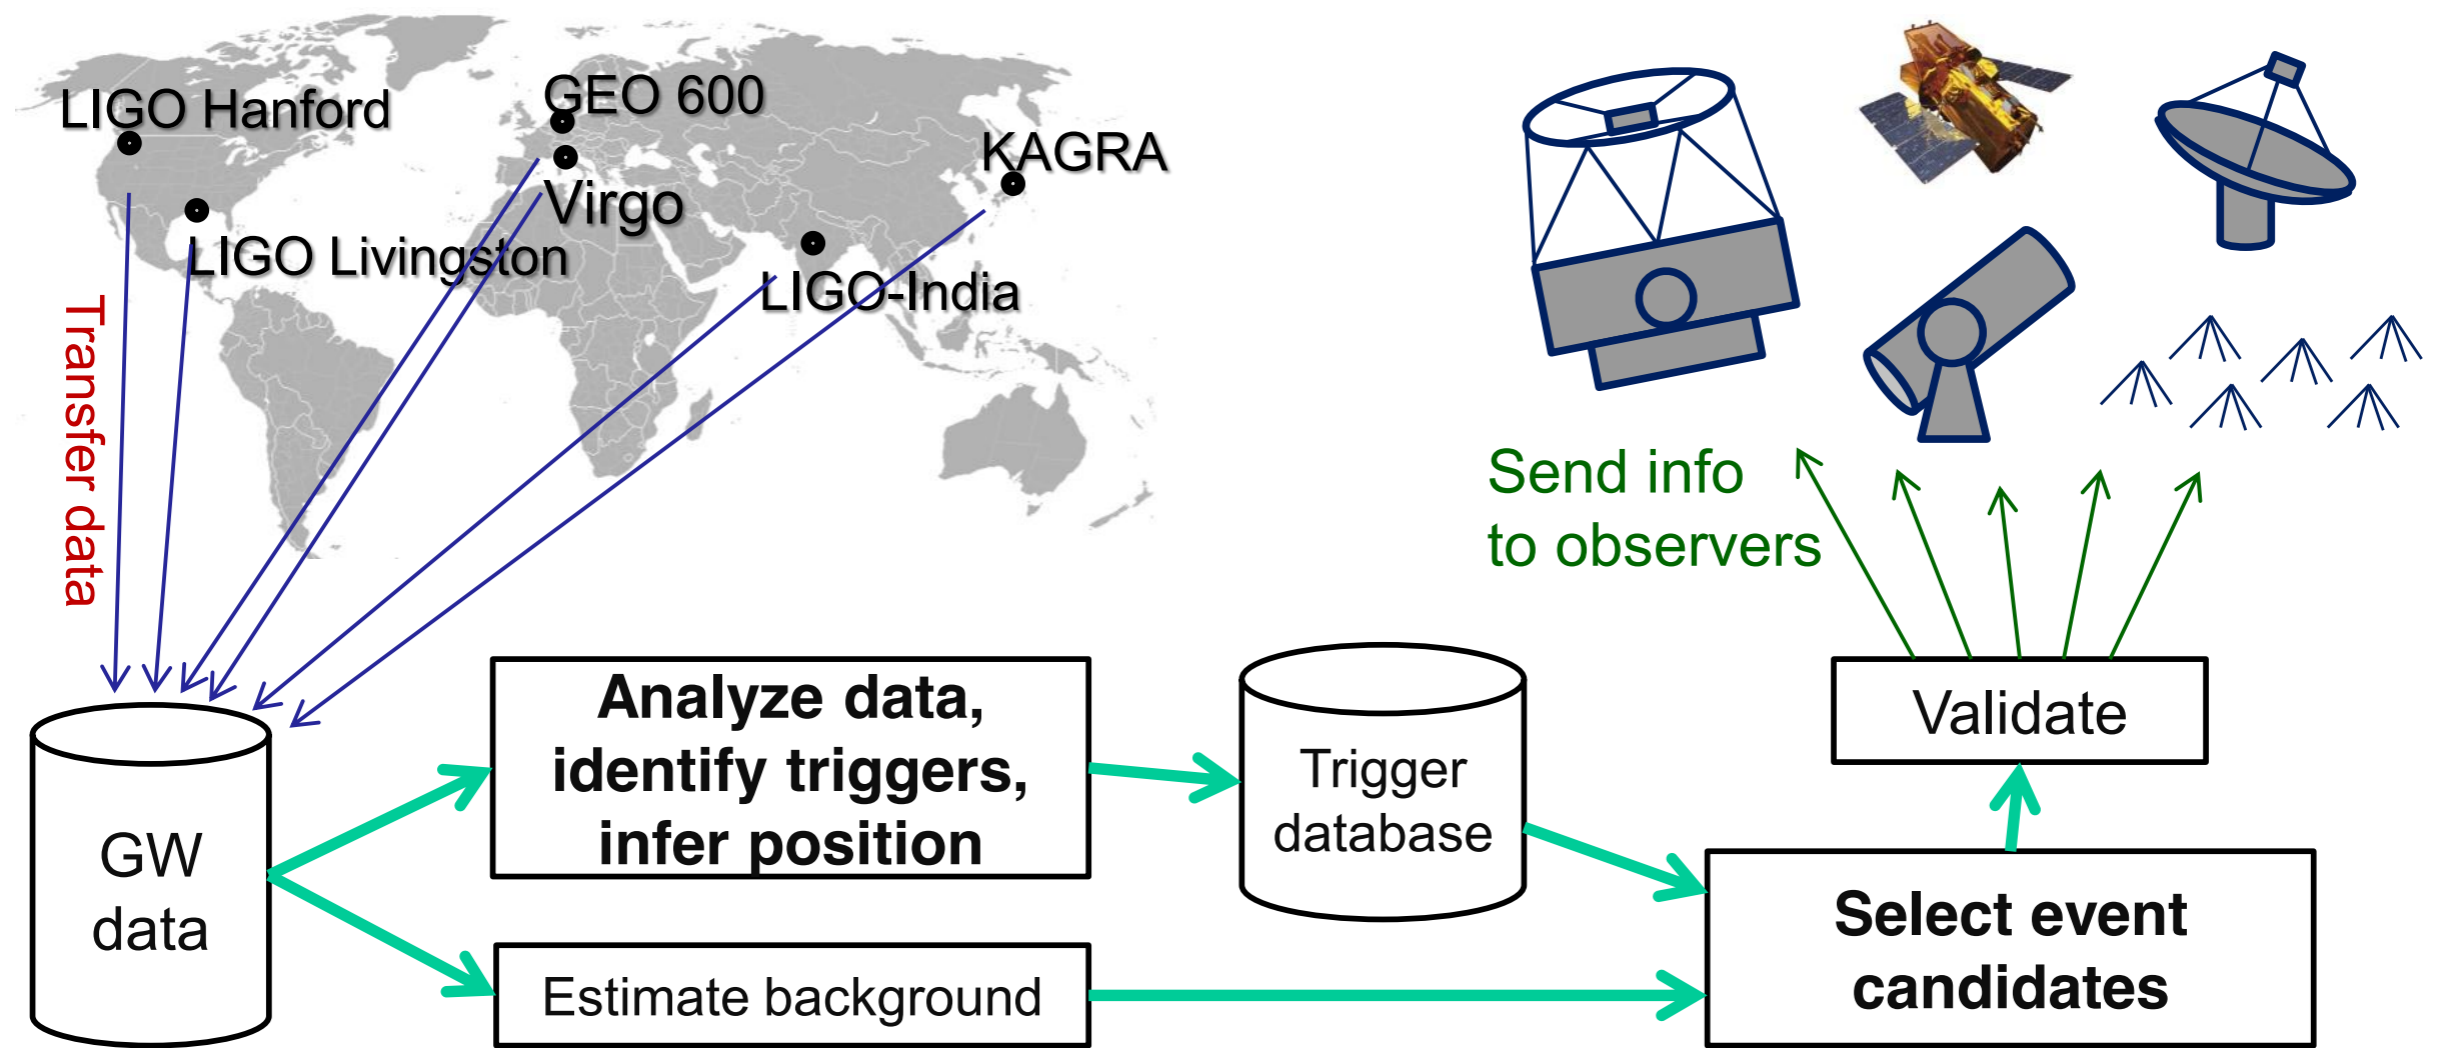 LIGO Hanford
GEO 600
KAGRA
Virgo
LIGO Livingston
LIGO-India
Transfer data
Send info
to observers
Analyze data,
identify triggers,
infer position
Trigger
database
Validate
GW
data
Estimate background
Select event
candidates